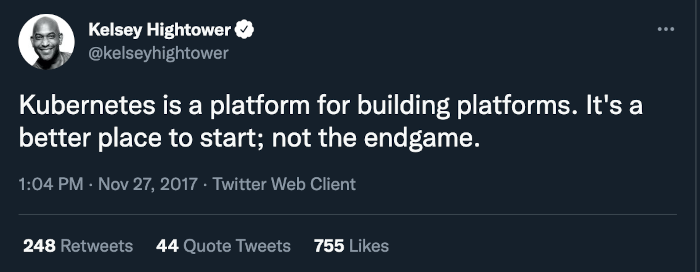 Kelsey Hightower
@kelseyhightower
Kubernetes is a platform for building platforms. It's a
better place to start; not the endgame.
1:04 PM · Nov 27, 2017 · Twitter Web Client
248 Retweets 44 Quote Tweets 755 Likes